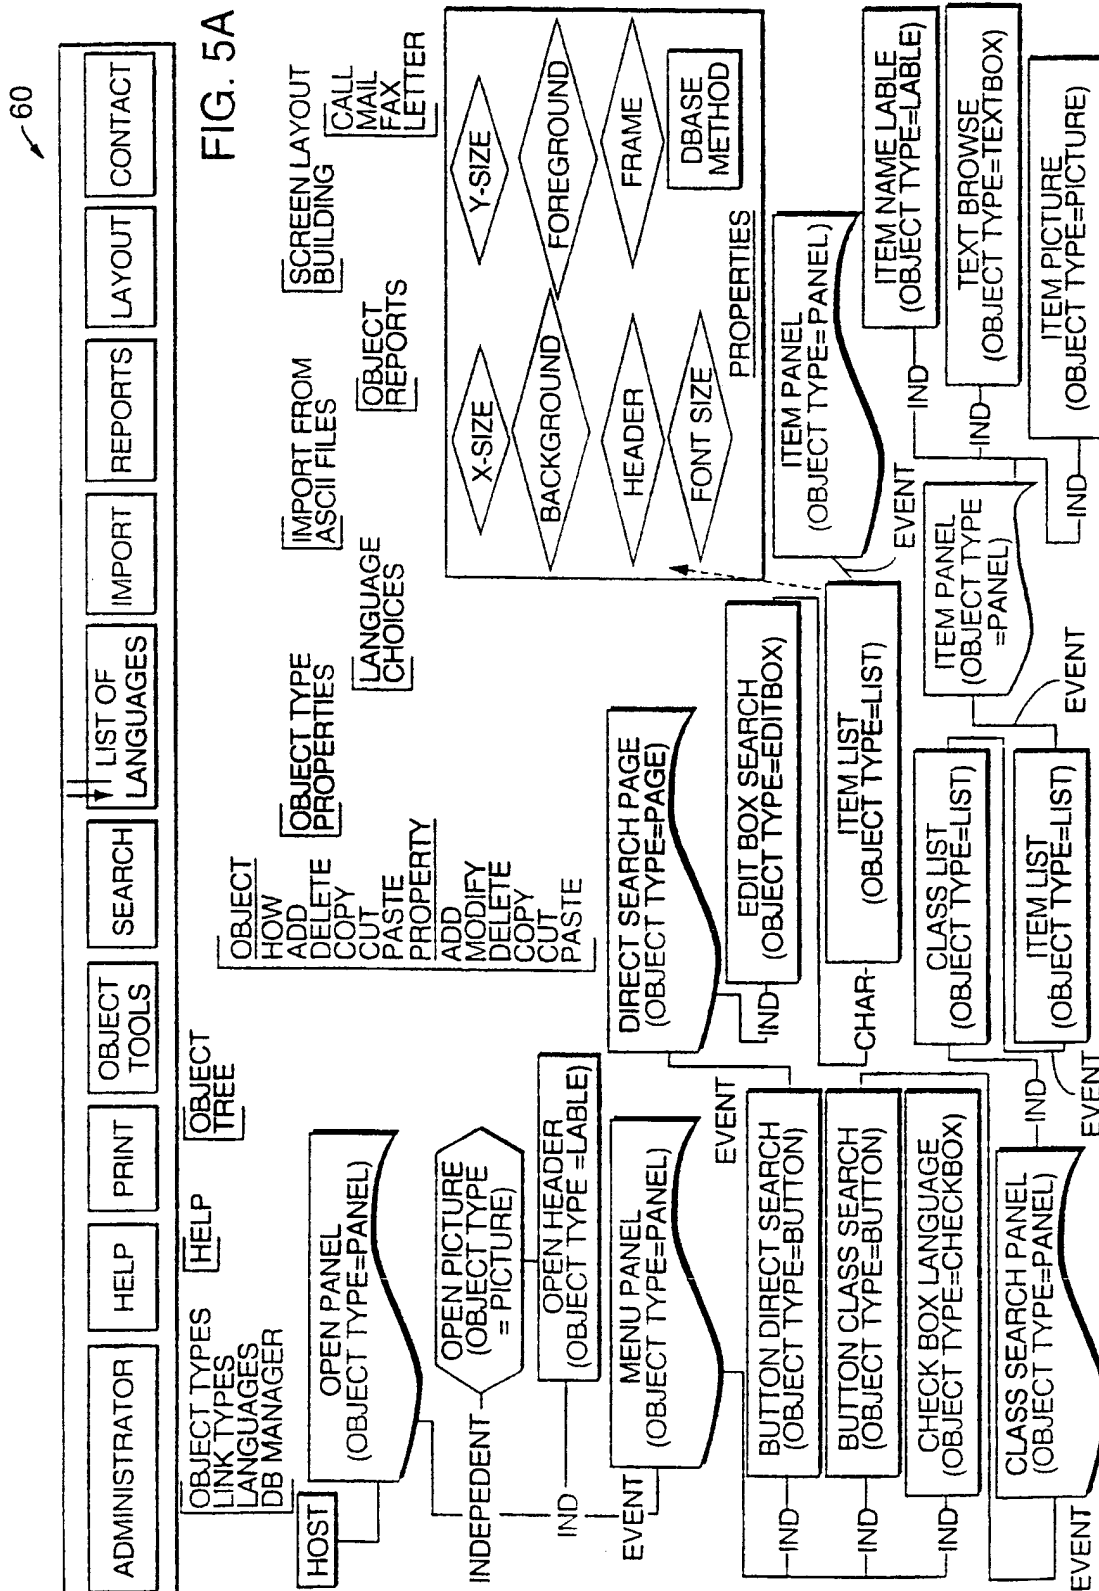 60
ADMINISTRATOR
HELP
PRINT
OBJECT
TOOLS
SEARCH
LIST OF
LANGUAGES
IMPORT
REPORTS
LAYOUT
CONTACT
FIG. 5A
OBJECT TYPES
LINK TYPES
LANGUAGES
DB MANAGER
HELP
OBJECT
TREE
OBJECT
HOW
ADD
DELETE
COPY
CUT
PASTE
PROPERTY
ADD
MODIFY
DELETE
COPY
CUT
PASTE
OBJECT TYPE
PROPERTIES
LANGUAGE
CHOICES
IMPORT FROM
ASCII FILES
OBJECT
REPORTS
SCREEN LAYOUT
BUILDING
CALL
MAIL
FAX
LETTER
HOST
OPEN PANEL
(OBJECT TYPE=PANEL)
INDEPEDENT
OPEN PICTURE
(OBJECT TYPE
= PICTURE)
IND
OPEN HEADER
(OBJECT TYPE =LABLE)
EVENT
MENU PANEL
(OBJECT TYPE=PANEL)
IND
BUTTON DIRECT SEARCH
(OBJECT TYPE=BUTTON)
IND
BUTTON CLASS SEARCH
(OBJECT TYPE=BUTTON)
IND
CHECK BOX LANGUAGE
(OBJECT TYPE=CHECKBOX)
EVENT
CLASS SEARCH PANEL
(OBJECT TYPE=PANEL)
EVENT
DIRECT SEARCH PAGE
(OBJECT TYPE=PAGE)
IND
EDIT BOX SEARCH
(OBJECT TYPE=EDITBOX)
CHAR
ITEM LIST
(OBJECT TYPE=LIST)
IND
CLASS LIST
(OBJECT TYPE=LIST)
EVENT
ITEM LIST
(OBJECT TYPE=LIST)
X-SIZE
Y-SIZE
BACKGROUND
FOREGROUND
HEADER
FRAME
FONT SIZE
DBASE
METHOD
PROPERTIES
EVENT
ITEM PANEL
(OBJECT TYPE= PANEL)
EVENT
ITEM PANEL
(OBJECT TYPE
=PANEL)
IND
ITEM NAME LABLE
(OBJECT TYPE=LABLE)
IND
TEXT BROWSE
(OBJECT TYPE=TEXTBOX)
IND
ITEM PICTURE
(OBJECT TYPE=PICTURE)